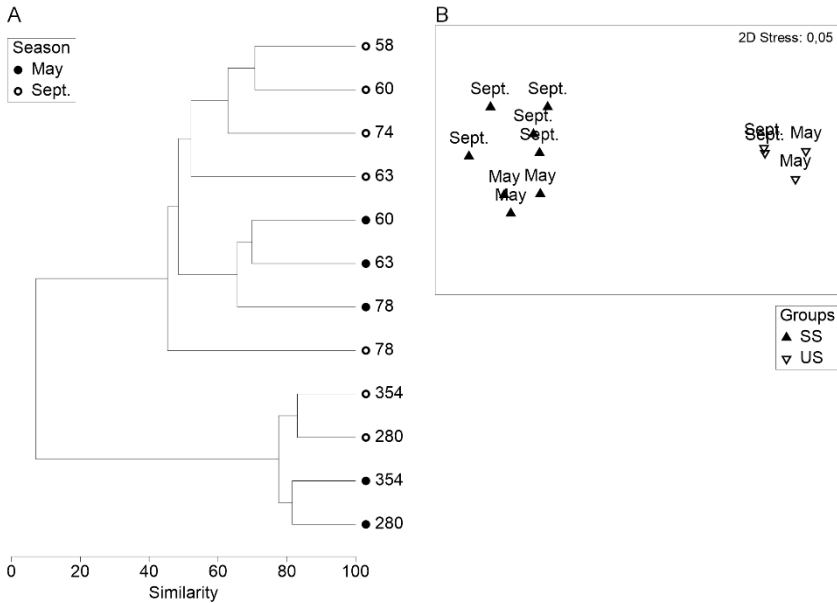 A
Season
May
Sept.
58
60
74
63
60
63
78
78
354
280
354
280
0 20 40 60 80 100
Similarity
B
2D Stress: 0,05
Sept. Sept.
Sept.
Sept. Sept.
May May
May
Sept. May
Sept.
May
Groups
SS
US